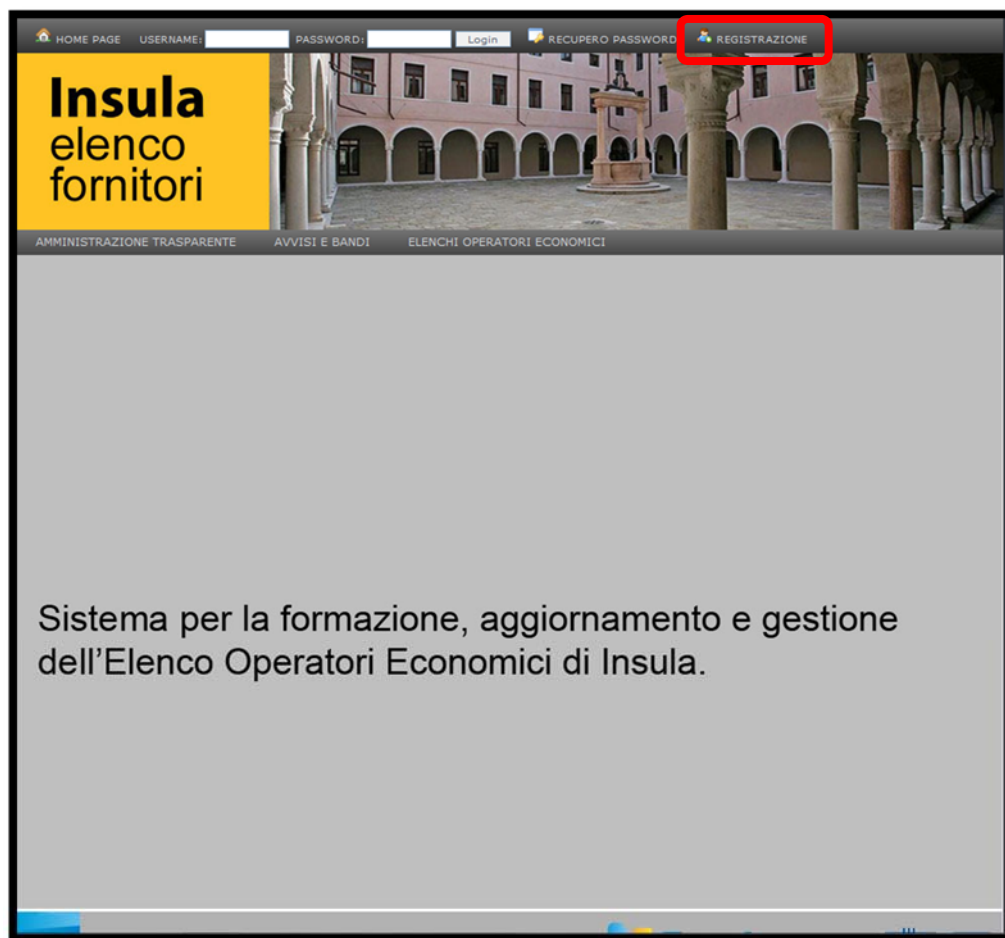 HOME PAGE USERNAME: PASSWORD: Login RECUPERO PASSWORD REGISTRAZIONE
Insula
elenco
fornitori
AMMINISTRAZIONE TRASPARENTE AVVISI E BANDI ELENCHI OPERATORI ECONOMICI
Sistema per la formazione, aggiornamento e gestione
dell'Elenco Operatori Economici di Insula.